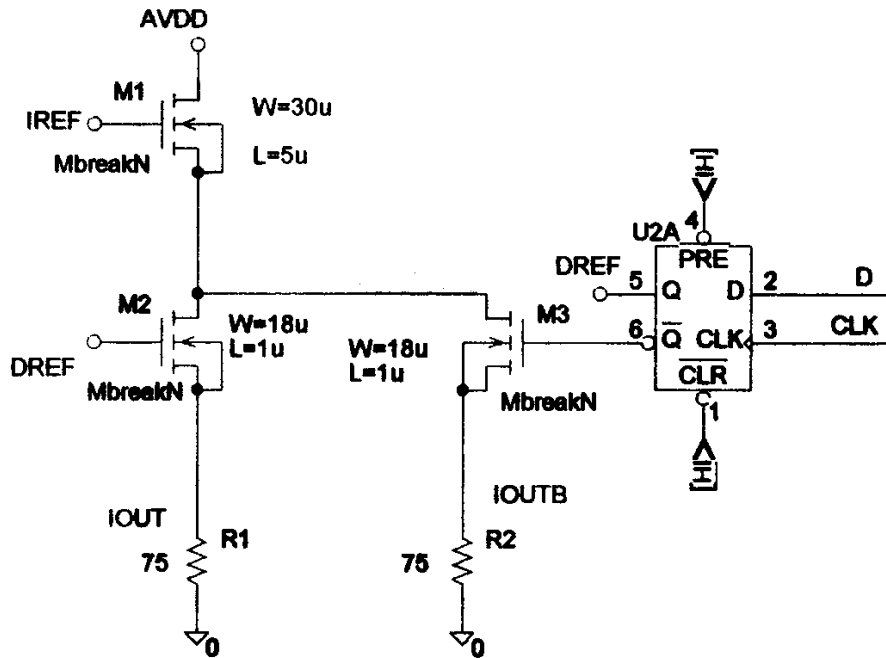 AVDD
M1
W=30u
IREF
L=5u
MbreakN
[H]
4
U2A
PRE
DREF
5
Q
D
2
D
M2
W=18u
L=1u
M3
6
Q
CLK
3
CLK
DREF
W=18u
L=1u
CLR
MbreakN
MbreakN
1
[H]
IOUT
IOUTB
R1
75
R2
75
0
0